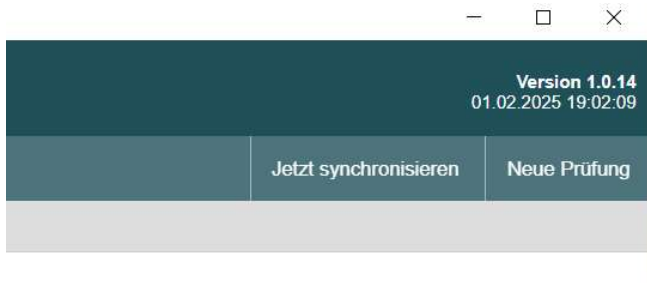 Version 1.0.14
01.02.2025 19:02:09
Jetzt synchronisieren
Neue Prüfung